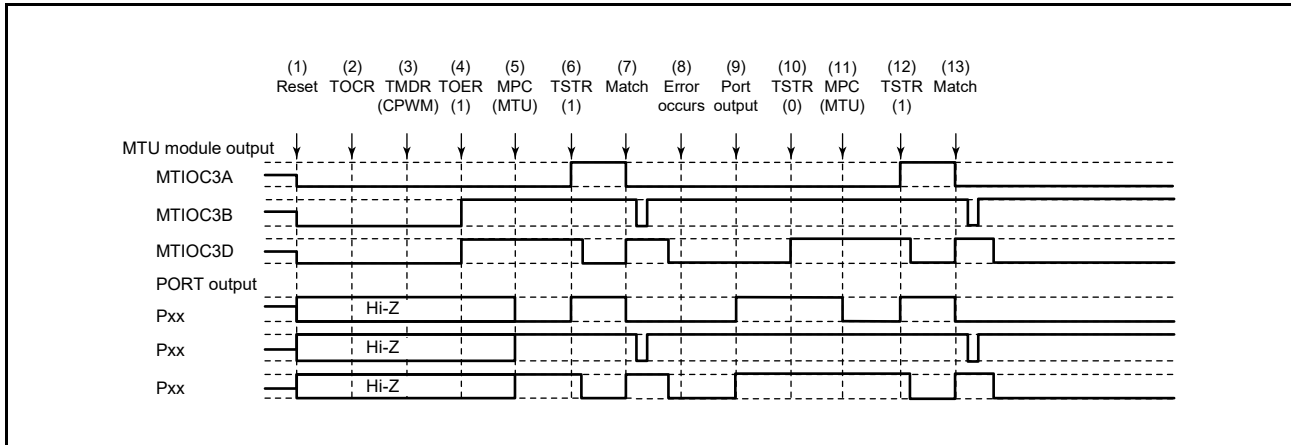 (1) (2) (3) (4) (5) (6) (7) (8) (9) (10) (11) (12) (13)
Reset TOCR TMDR TOER MPC TSTR Match Error Port TSTR MPC TSTR Match
(CPWM) (1) (MTU) (1) occurs output (0) (MTU) (1)
MTU module output
MTIOC3A
MTIOC3B
MTIOC3D
PORT output
Pxx Hi-Z
Pxx Hi-Z
Pxx Hi-Z